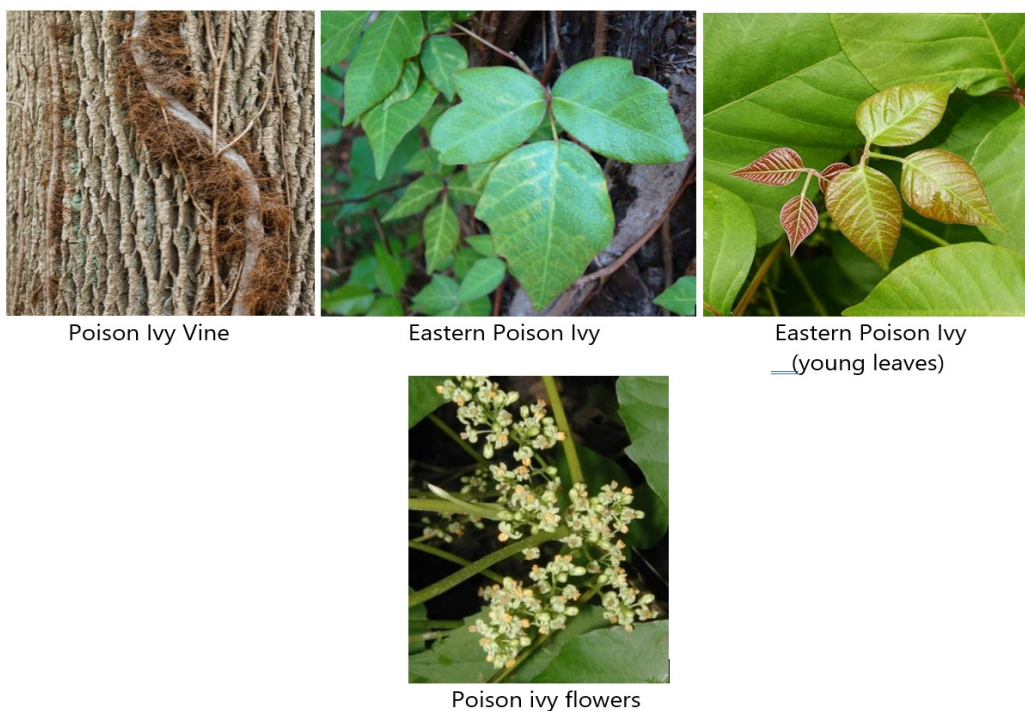 Poison Ivy Vine
Eastern Poison Ivy
Eastern Poison Ivy
(young leaves)
Poison ivy flowers